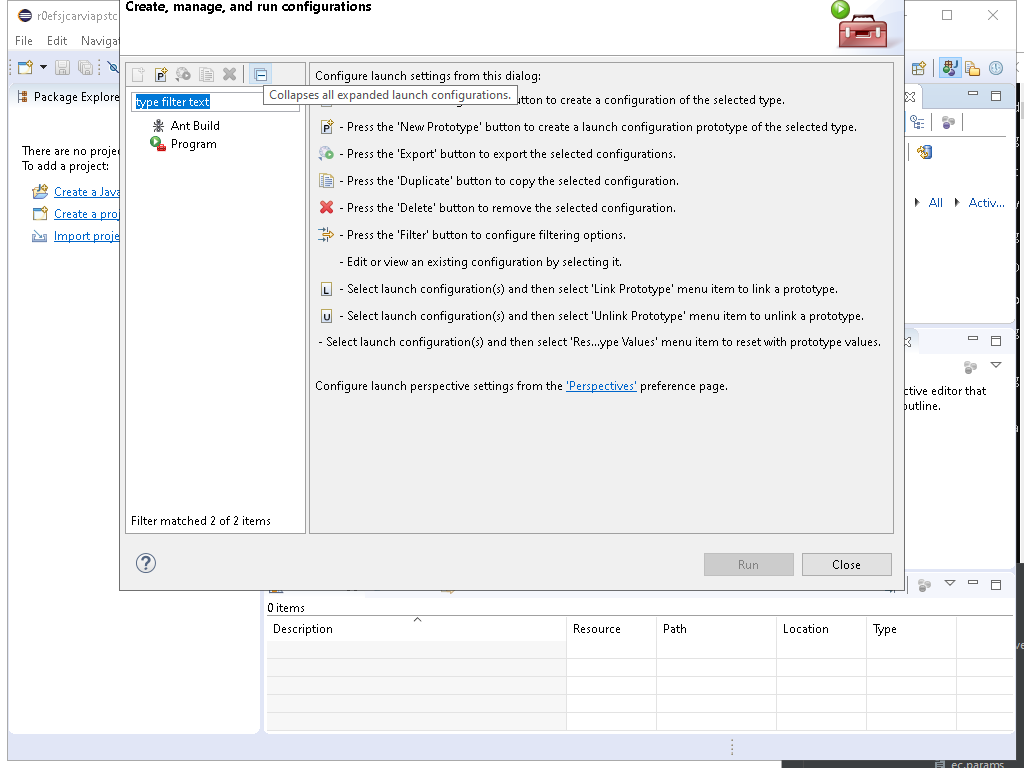 Create, manage, and run configurations
r0efsjcarviapstc
File Edit Naviga
Package Explore
There are no proje
To add a project:
Create a Java
Create a proj
Import proje
type filter text
Ant Build
Program
Filter matched 2 of 2 items
Configure launch settings from this dialog:
Collapses all expanded launch configurations.
utton to create a configuration of the selected type.
- Press the 'New Prototype' button to create a launch configuration prototype of the selected type.
- Press the 'Export' button to export the selected configurations.
- Press the 'Duplicate' button to copy the selected configuration.
- Press the 'Delete' button to remove the selected configuration.
- Press the 'Filter' button to configure filtering options.
- Edit or view an existing configuration by selecting it.
L - Select launch configuration(s) and then select 'Link Prototype' menu item to link a prototype.
U - Select launch configuration(s) and then select 'Unlink Prototype' menu item to unlink a prototype.
- Select launch configuration(s) and then select 'Res...ype Values' menu item to reset with prototype values.
Configure launch perspective settings from the 'Perspectives' preference page.
Run
Close
All
Activ...
ctive editor that
outline.
0 items
Description Resource Path Location Type
ec.params